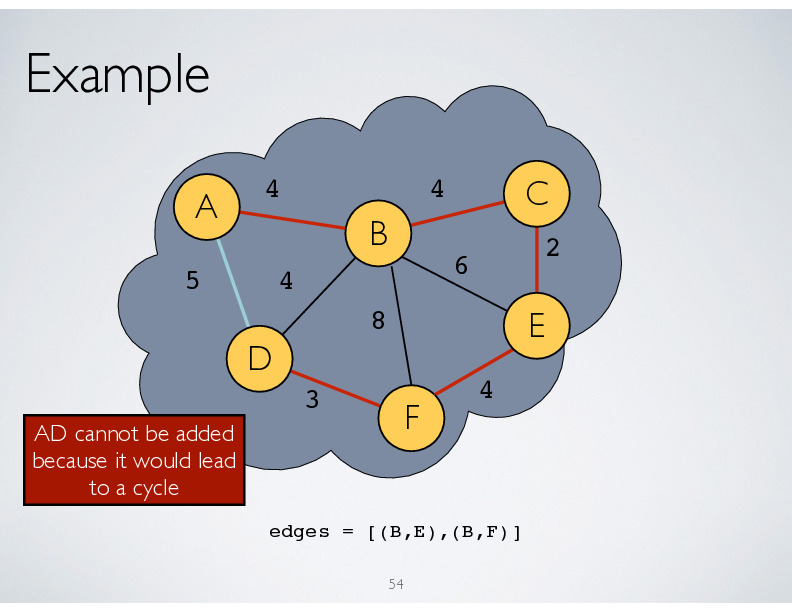 Example
4
4
C
A
B
2
6
5
4
8
E
D
3
4
F
AD cannot be added
because it would lead
to a cycle
edges = [(B,E),(B,F)]
54